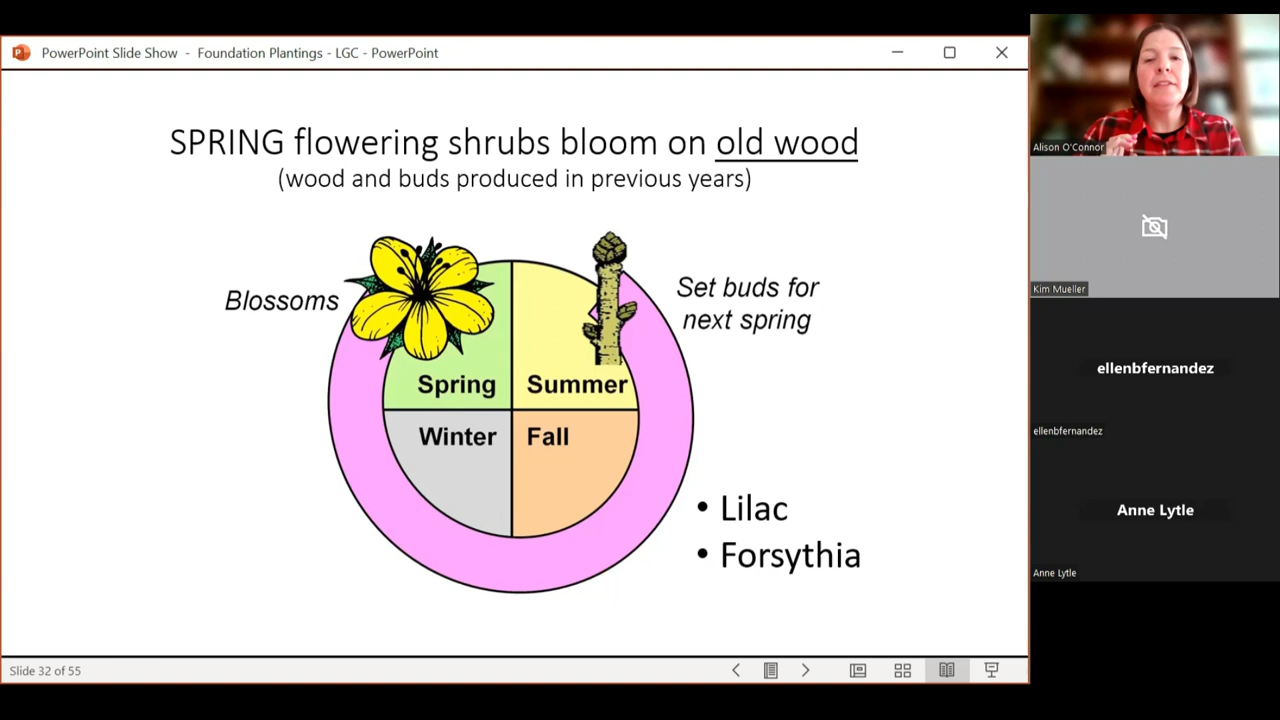 PowerPoint Slide Show - Foundation Plantings - LGC - PowerPoint
SPRING flowering shrubs bloom on old wood
(wood and buds produced in previous years)
Blossoms
Set buds for
next spring
Spring
Summer
Winter
Fall
• Lilac
• Forsythia
Slide 32 of 55
Alison O'Connor
Kim Mueller
ellenbfernandez
ellenbfernandez
Anne Lytle
Anne Lytle